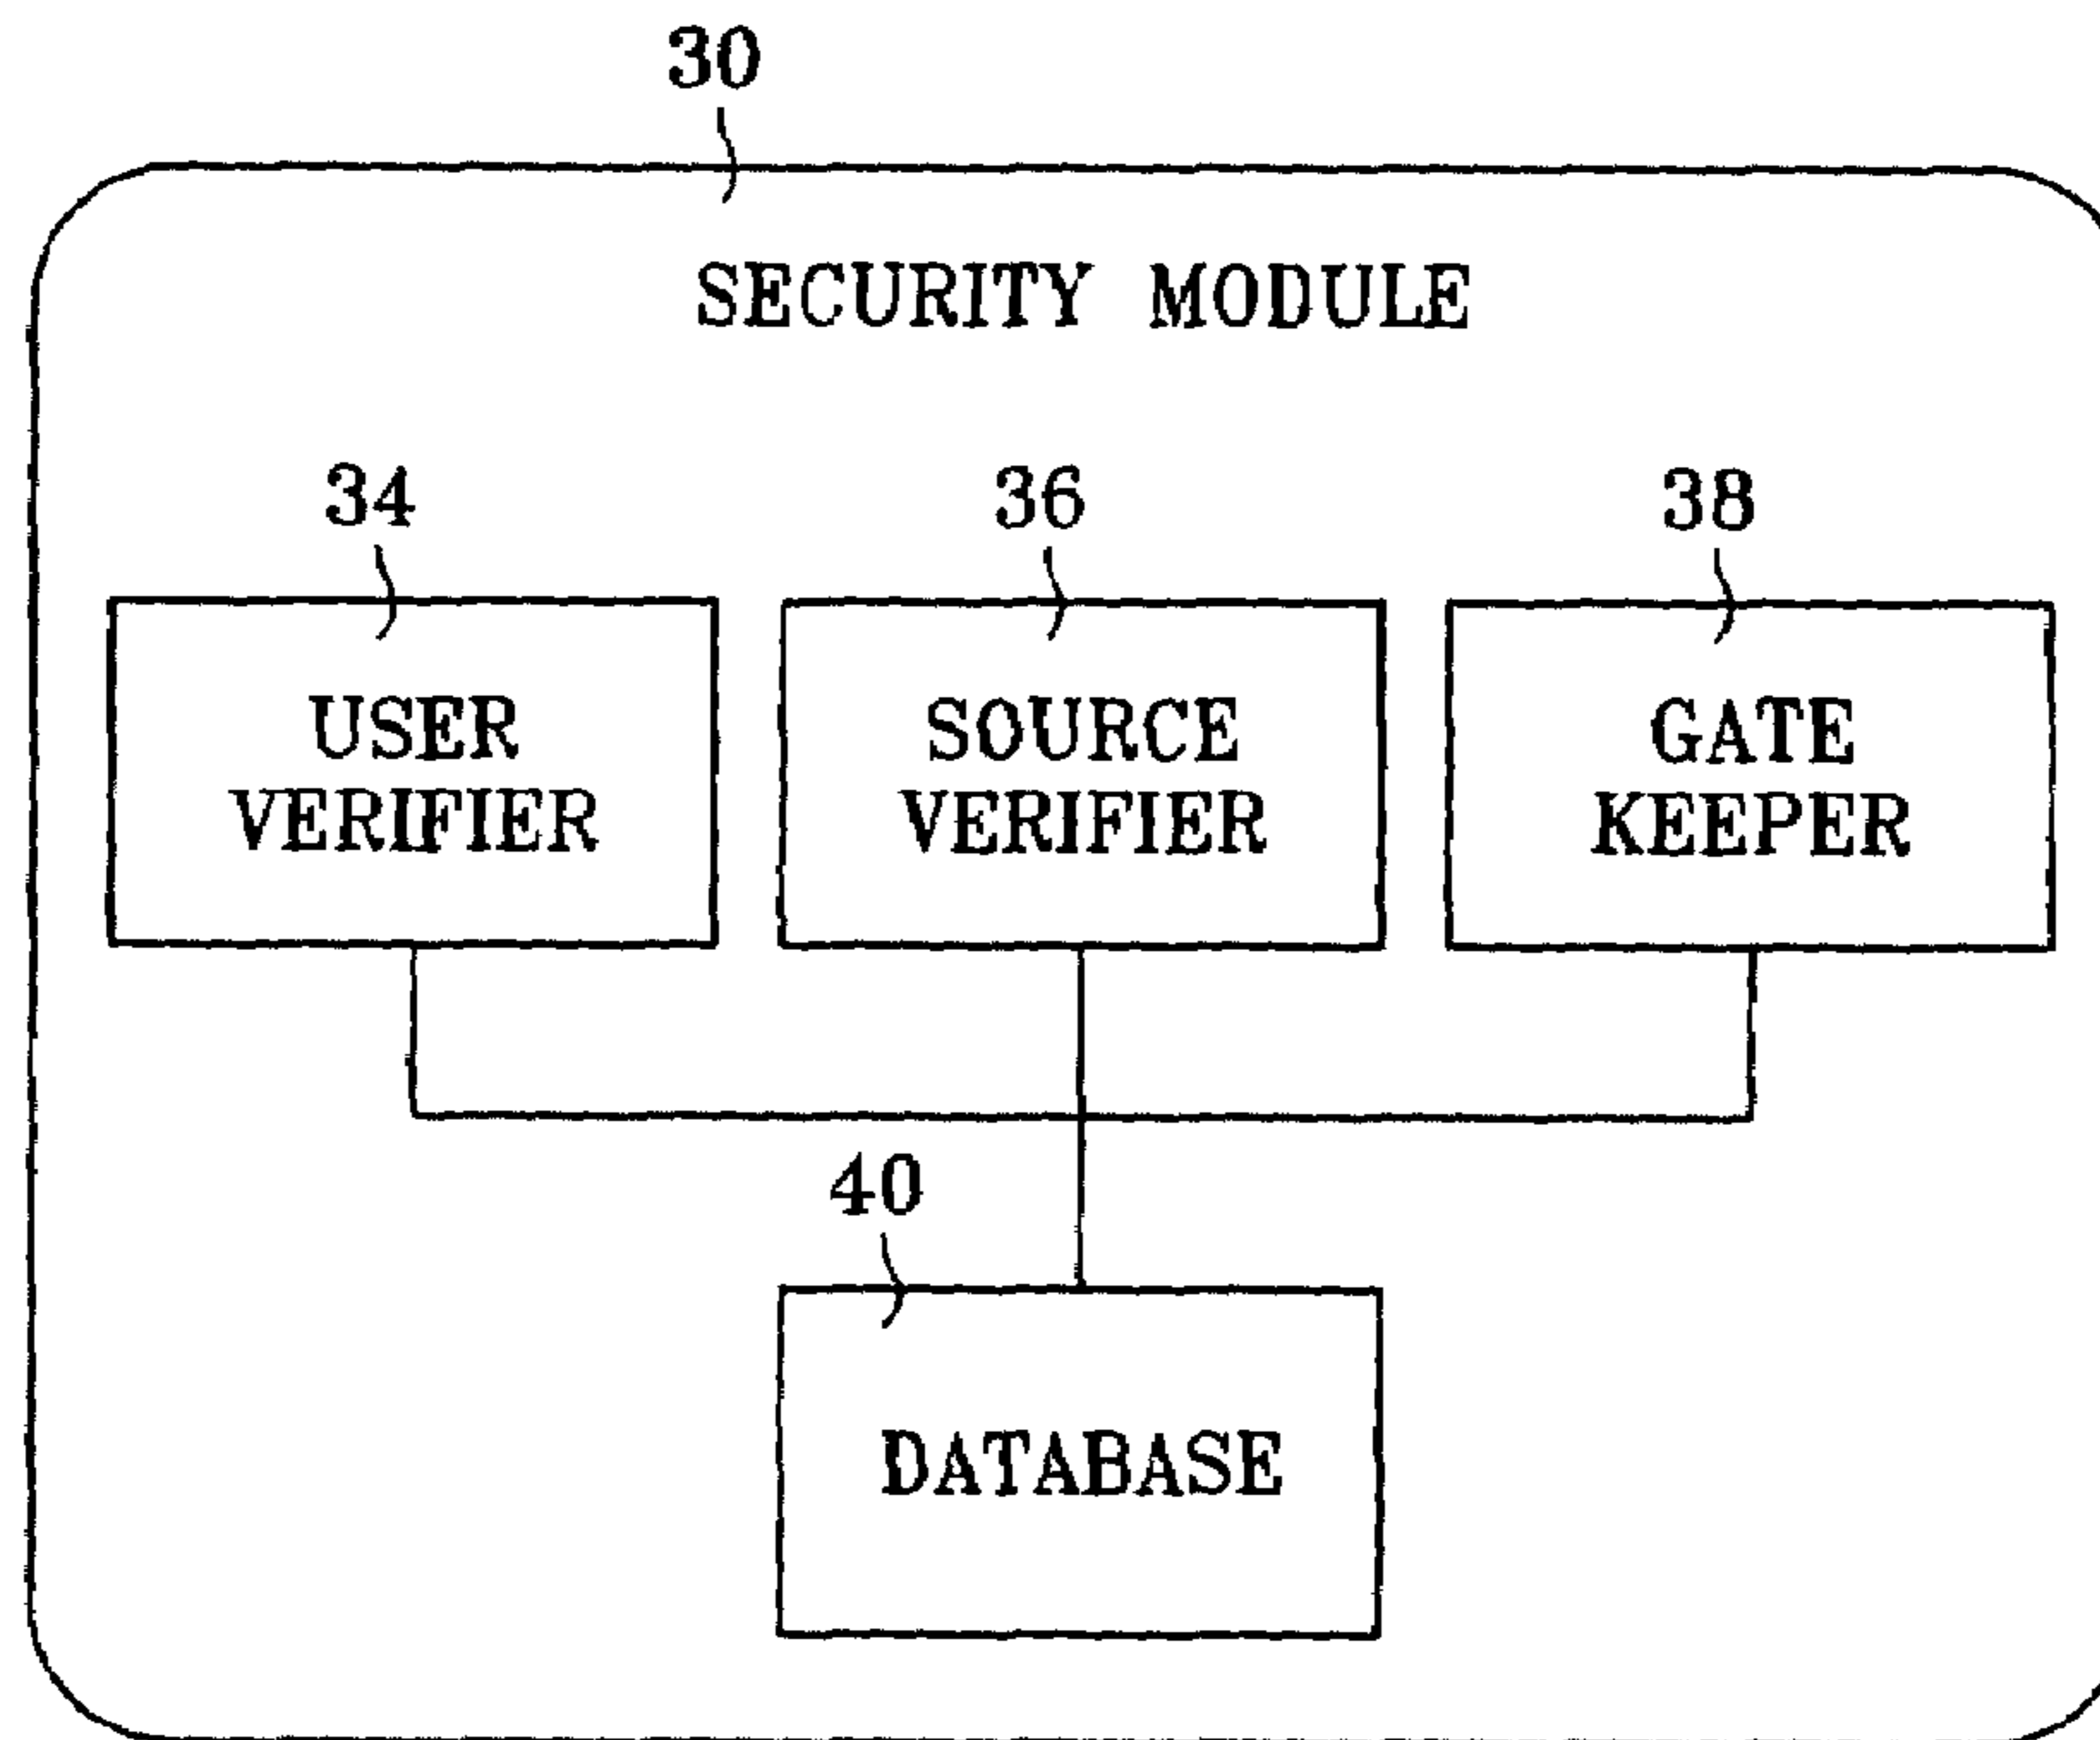 30
SECURITY MODULE
34
36
38
USER
VERIFIER
SOURCE
VERIFIER
GATE
KEEPER
40
DATABASE